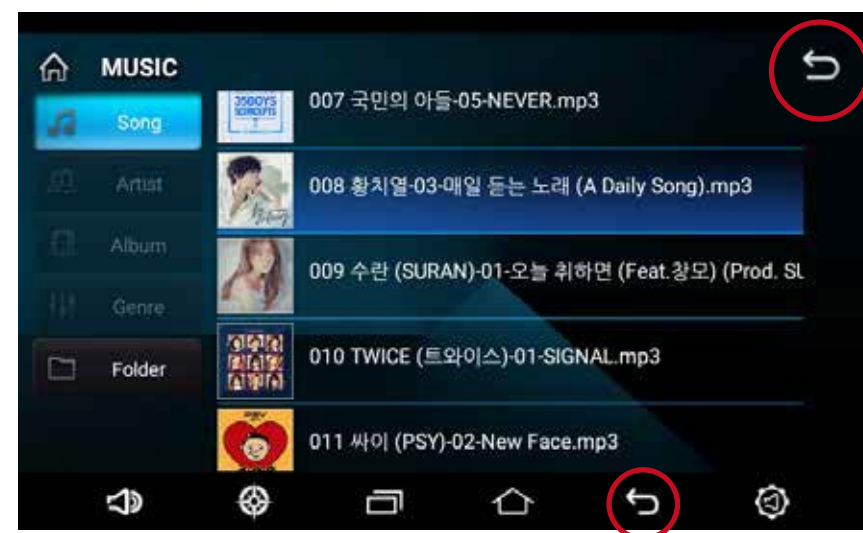 MUSIC
Song
Artist
Album
Genre
Folder
007 국민의 아들-05-NEVER.mp3
008 황치열-03-매일 듣는 노래 (A Daily Song).mp3
009 수란 (SURAN)-01-오늘 취하면 (Feat.창모) (Prod. SU
010 TWICE (트와이스)-01-SIGNAL.mp3
011 싸이 (PSY)-02-New Face.mp3